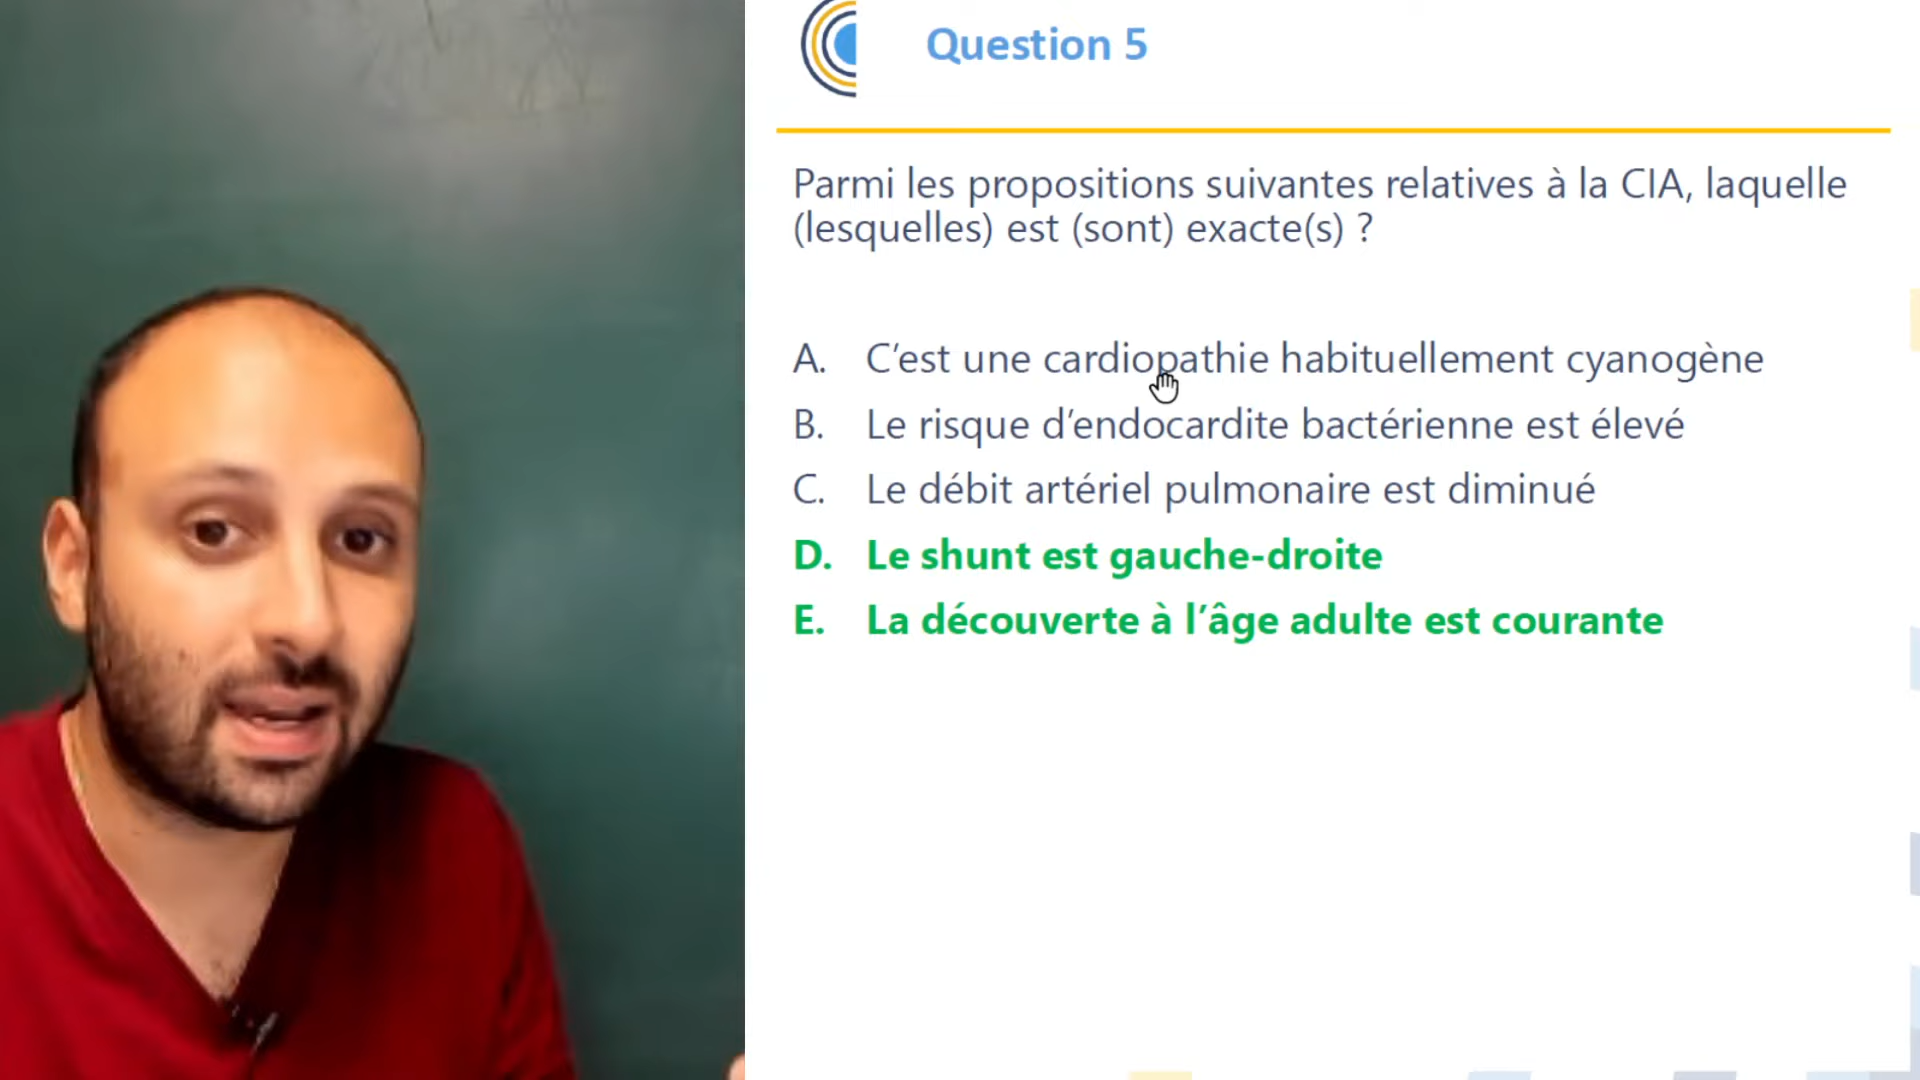 Question 5
Parmi les propositions suivantes relatives à la CIA, laquelle
(lesquelles) est (sont) exacte(s) ?
A. C’est une cardiopathie habituellement cyanogène
B. Le risque d’endocardite bactérienne est élevé
C. Le débit artériel pulmonaire est diminué
D. Le shunt est gauche-droite
E. La découverte à l’âge adulte est courante